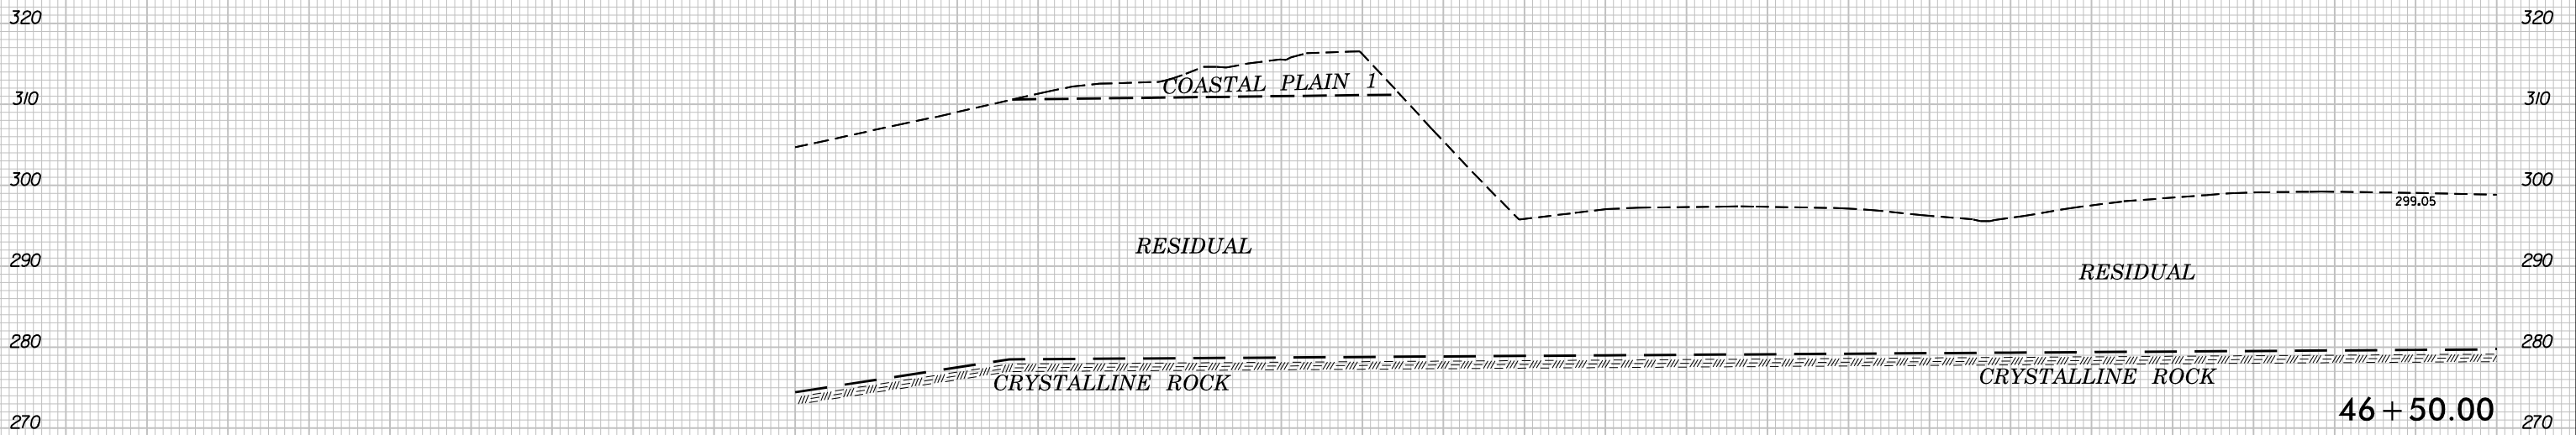 320 320
COASTAL PLAIN 1
310 310
300 300
299.05
RESIDUAL
290 290
RESIDUAL
280 280
CRYSTALLINE ROCK CRYSTALLINE ROCK
46+50.00
270 270